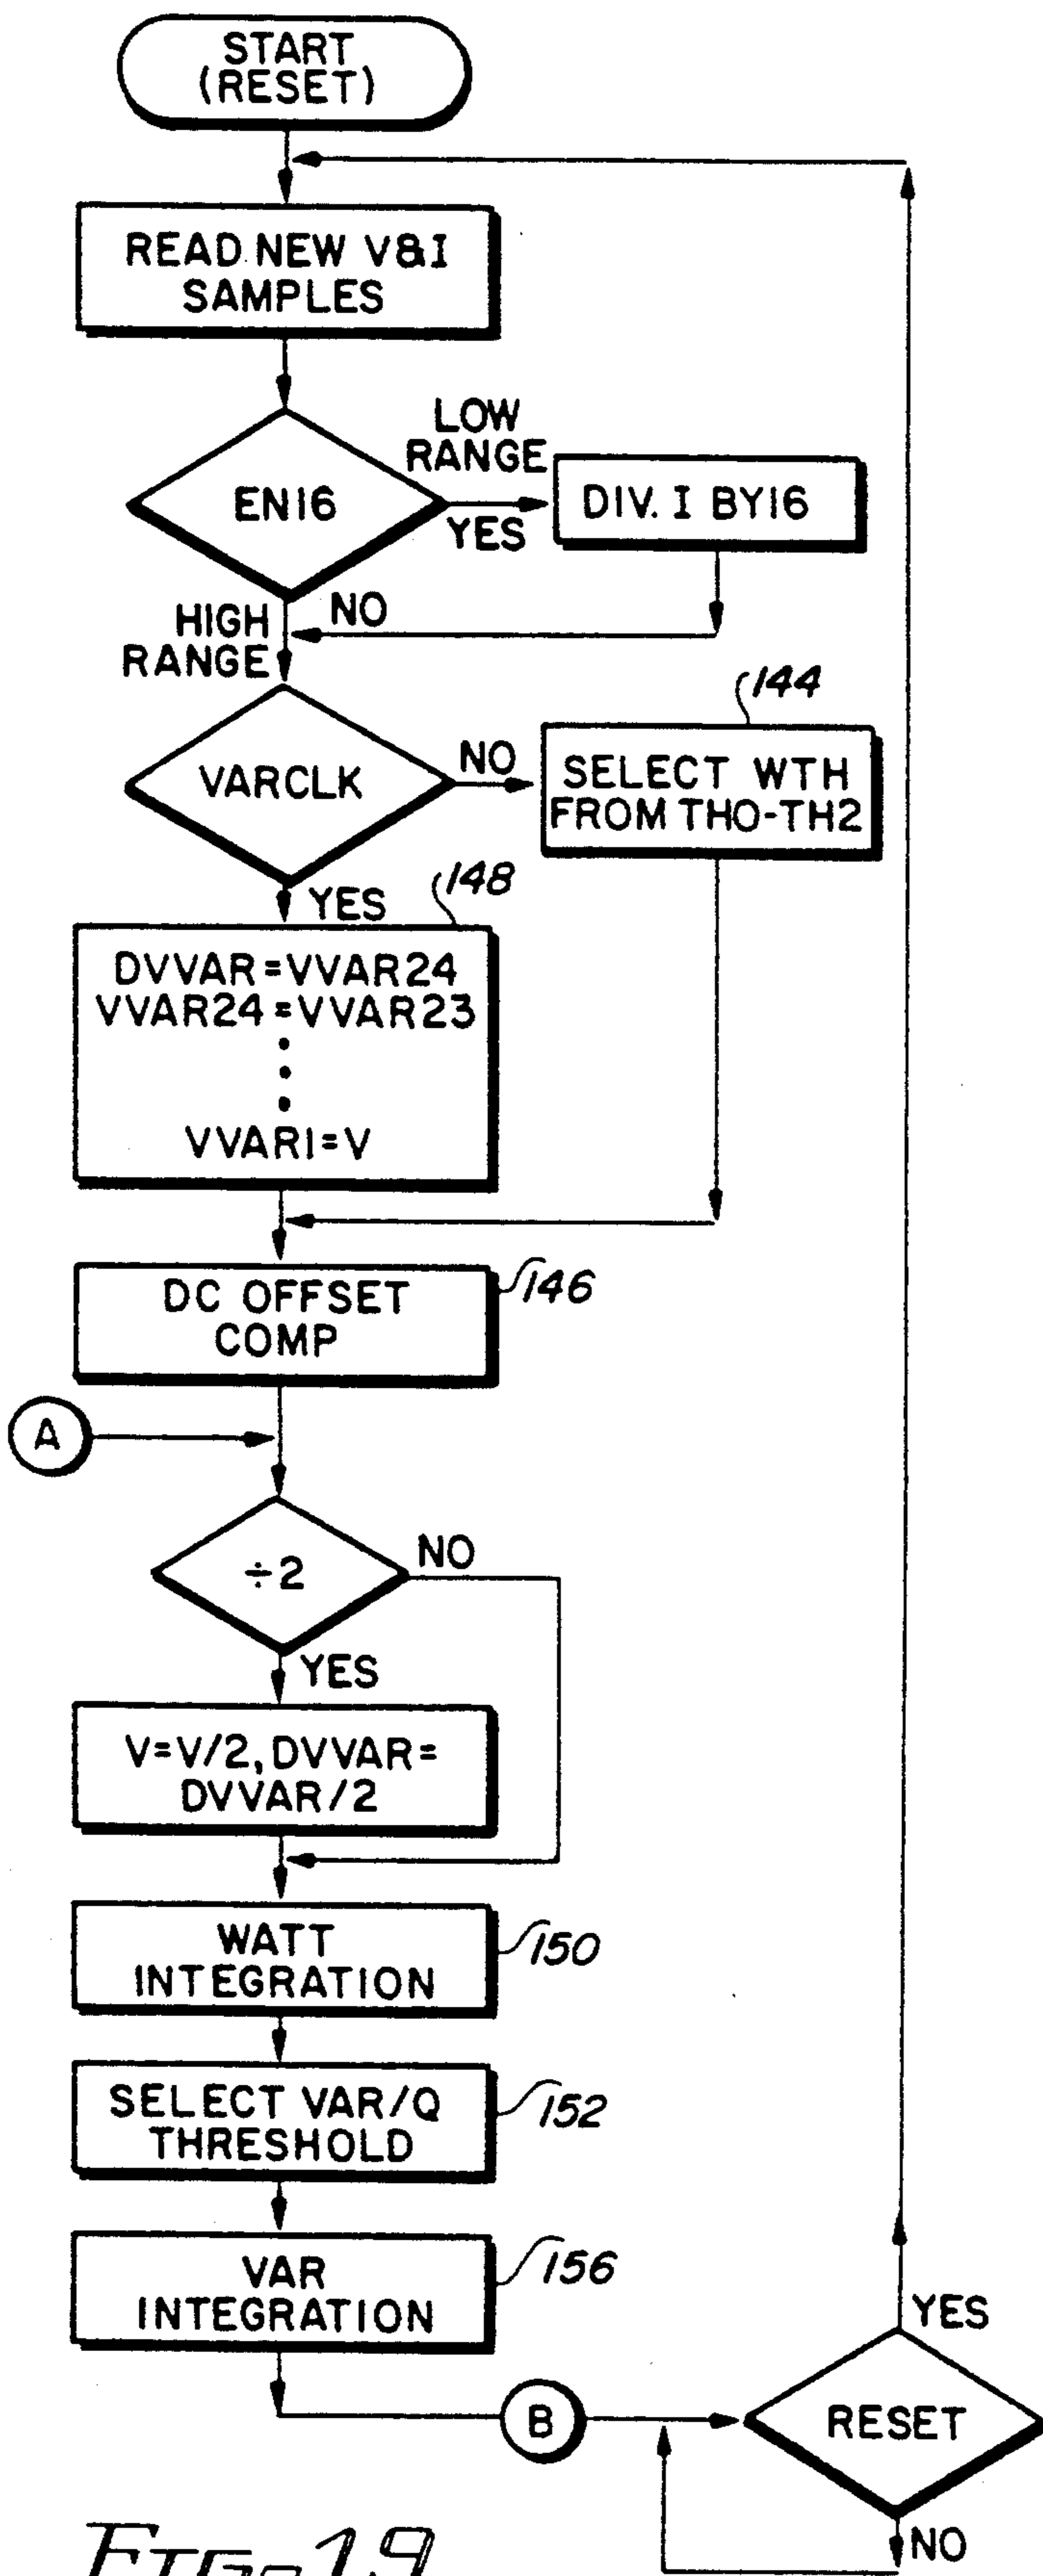 START
(RESET)
READ NEW V&I
SAMPLES
LOW
RANGE
EN16
YES
DIV. I BY16
HIGH
RANGE
NO
144
VARCLK
NO
SELECT WTH
FROM TH0-TH2
YES
148
DVVAR=VVAR24
VVAR24=VVAR23
VVAR1=V
DC OFFSET
COMP
146
A
÷2
NO
YES
V=V/2, DVVAR=
DVVAR/2
WATT
INTEGRATION
150
SELECT VAR/Q
THRESHOLD
152
VAR
INTEGRATION
156
YES
B
RESET
NO
FIG. 19